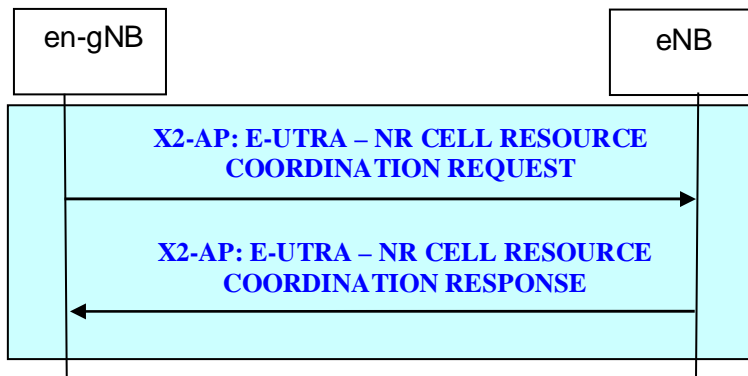 en-gNB
eNB
X2-AP: E-UTRA – NR CELL RESOURCE
COORDINATION REQUEST
X2-AP: E-UTRA – NR CELL RESOURCE
COORDINATION RESPONSE